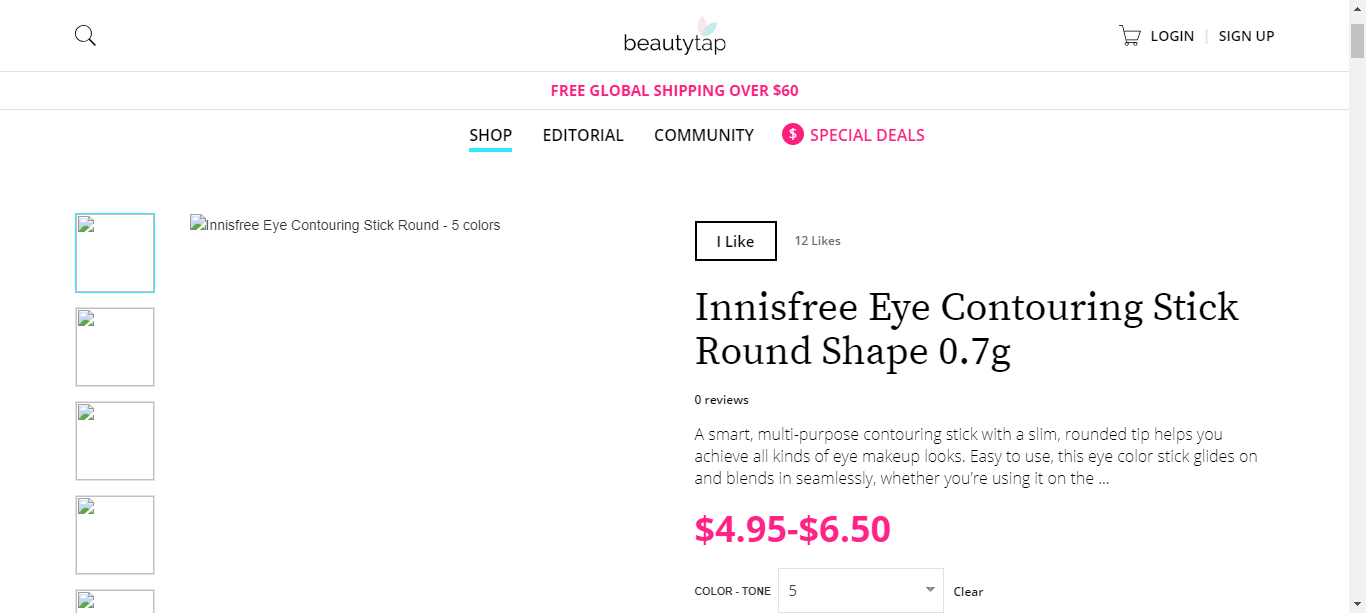 beautytap
LOGIN
SIGN UP
FREE GLOBAL SHIPPING OVER $60
SHOP
EDITORIAL
COMMUNITY
$ SPECIAL DEALS
Innisfree Eye Contouring Stick Round - 5 colors
I Like
12 Likes
Innisfree Eye Contouring Stick
Round Shape 0.7g
0 reviews
A smart, multi-purpose contouring stick with a slim, rounded tip helps you
achieve all kinds of eye makeup looks. Easy to use, this eye color stick glides on
and blends in seamlessly, whether you’re using it on the ...
$4.95-$6.50
COLOR - TONE
5
Clear